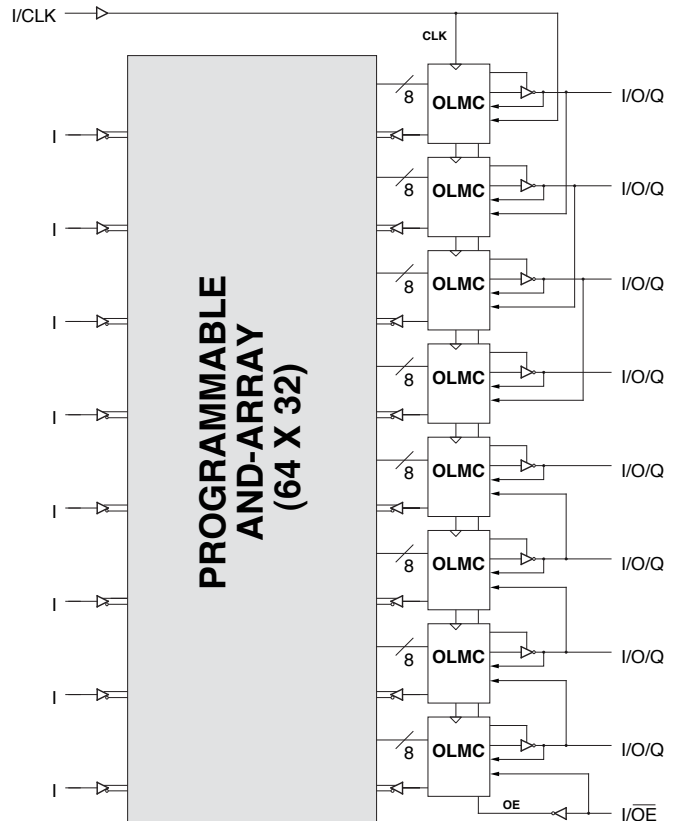 I/CLK
CLK
8
OLMC
I/O/Q
I
8
OLMC
I/O/Q
I
8
OLMC
I/O/Q
I
8
OLMC
I/O/Q
I
8
OLMC
I/O/Q
I
8
OLMC
I/O/Q
I
8
OLMC
I/O/Q
I
8
OLMC
I/O/Q
I
PROGRAMMABLE
AND-ARRAY
(64 X 32)
OE
I/O̅E̅